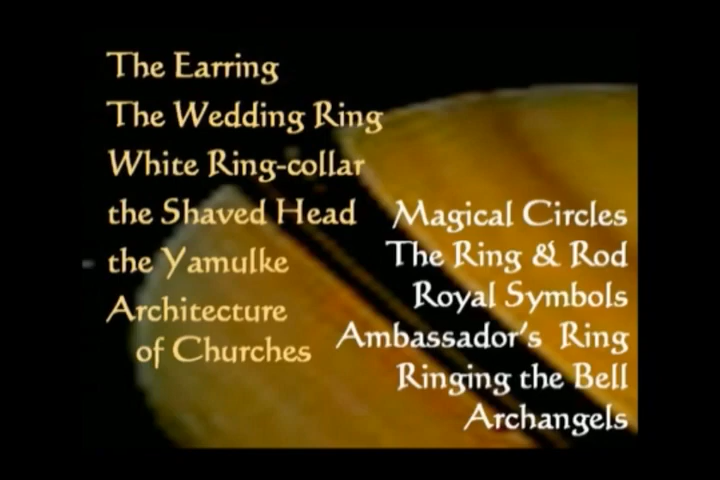 The Earring
The Wedding Ring
White Ring-collar
the Shaved Head
the Yamulke
Architecture
of Churches
Magical Circles
The Ring & Rod
Royal Symbols
Ambassador's Ring
Ringing the Bell
Archangels